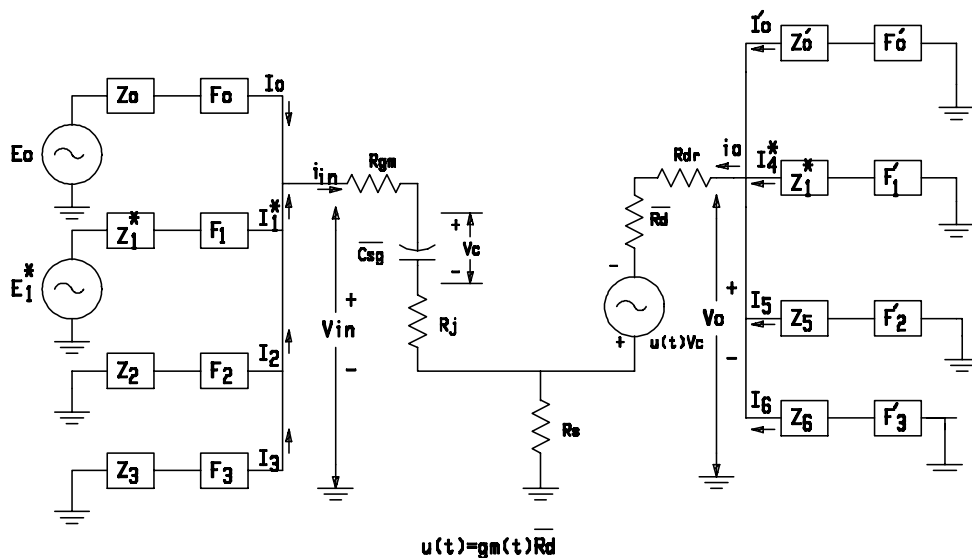 I'o
Z'o F'o
Io
Zo Fo
Eo
Rgm
iin
Rdr
io
I4*
Z1* F'1
I1*
Z1* F1
E1*
+
Csg Vc
-
Rd
-
+ u(t)Vc
Rj
+
Vin
-
+
Vo
-
I5
Z5 F'2
I2
Z2 F2
I6
Z6 F'3
Rs
I3
Z3 F3
u(t)=gm(t)Rd